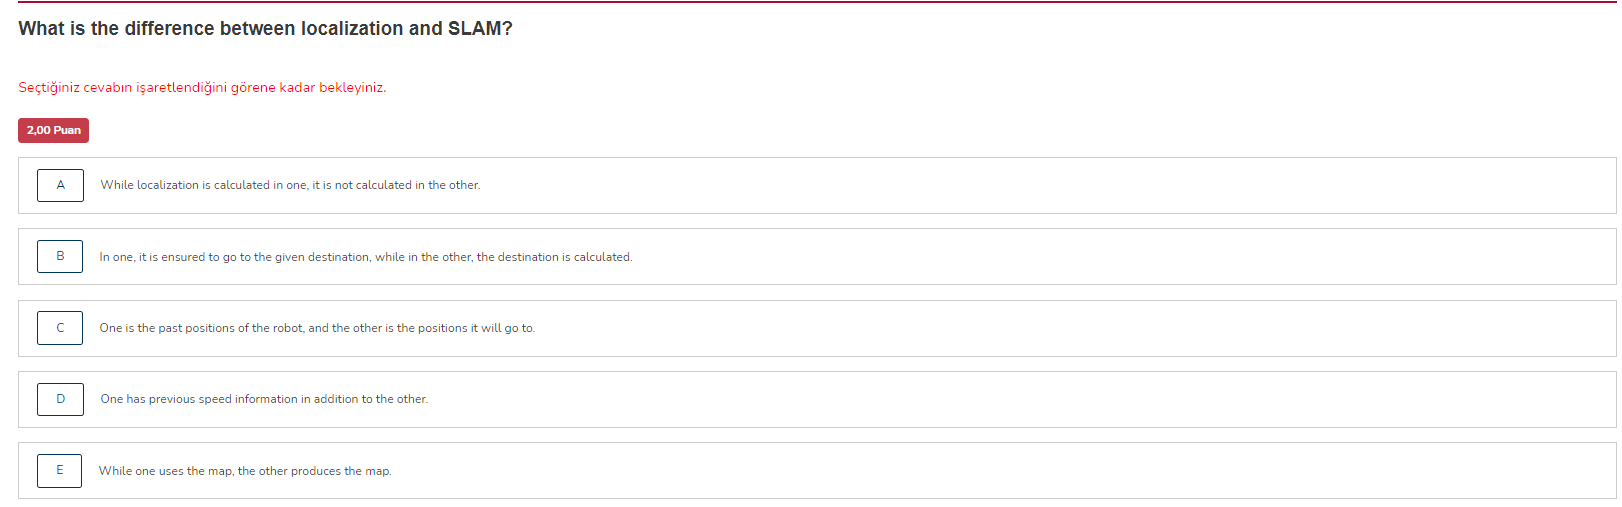 What is the difference between localization and SLAM?
Seçtiğiniz cevabın işaretlendiğini görene kadar bekleyiniz.
2,00 Puan
A While localization is calculated in one, it is not calculated in the other.
B In one, it is ensured to go to the given destination, while in the other, the destination is calculated.
C One is the past positions of the robot, and the other is the positions it will go to.
D One has previous speed information in addition to the other.
E While one uses the map, the other produces the map.